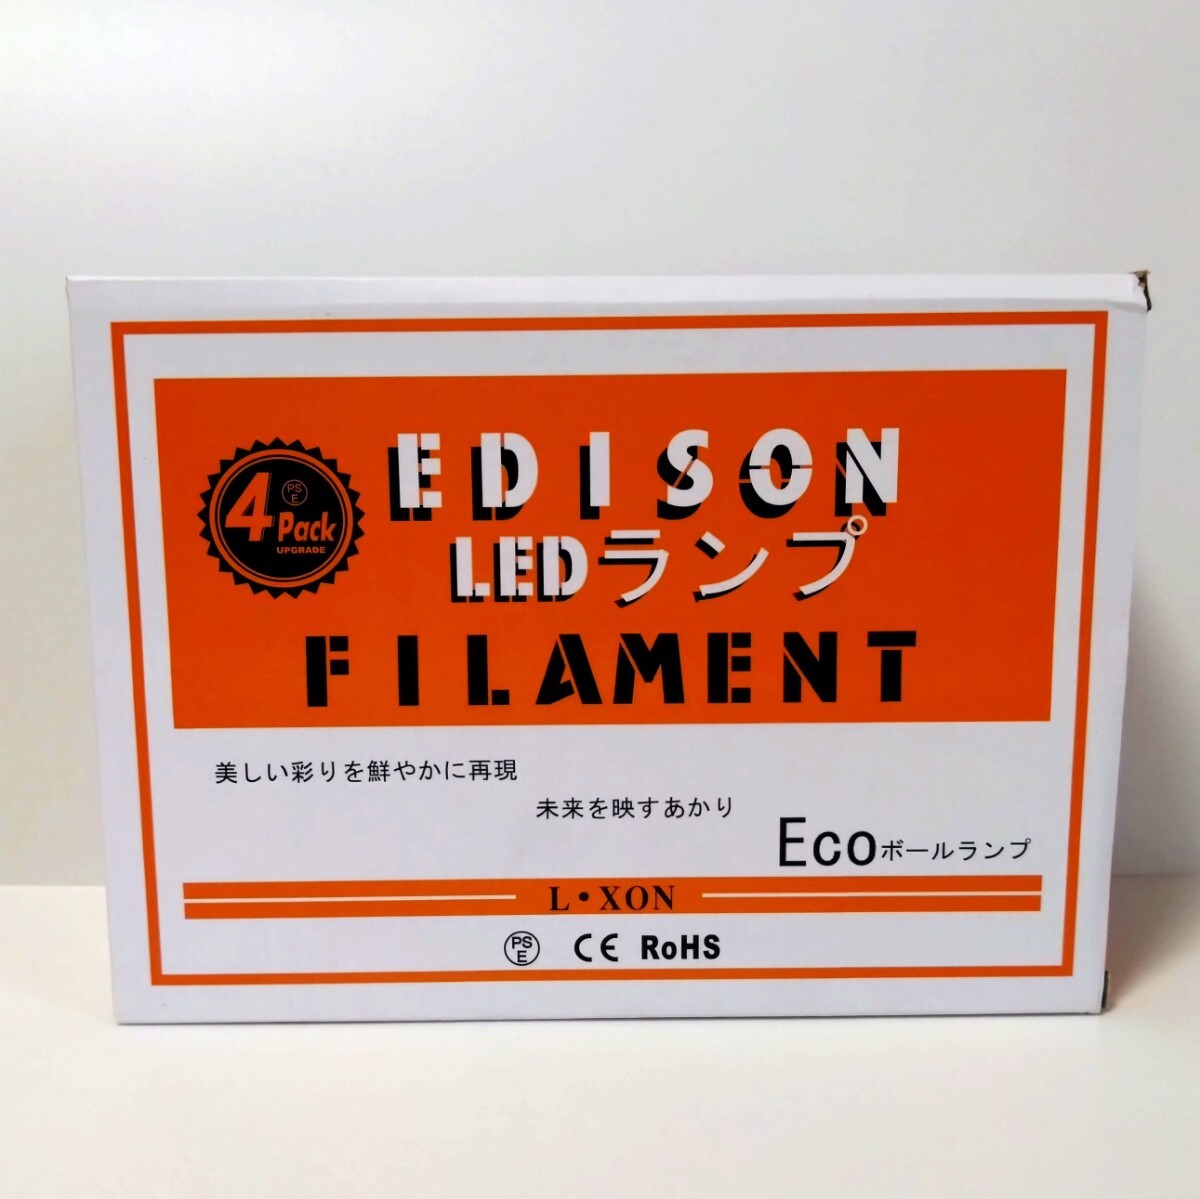 4
PS
E
Pack
UPGRADE
EDISON
LEDランプ
FILAMENT
美しい彩りを鮮やかに再現
未来を映すあかり
Ecoボールランプ
L・XON
PS
E
CE RoHS